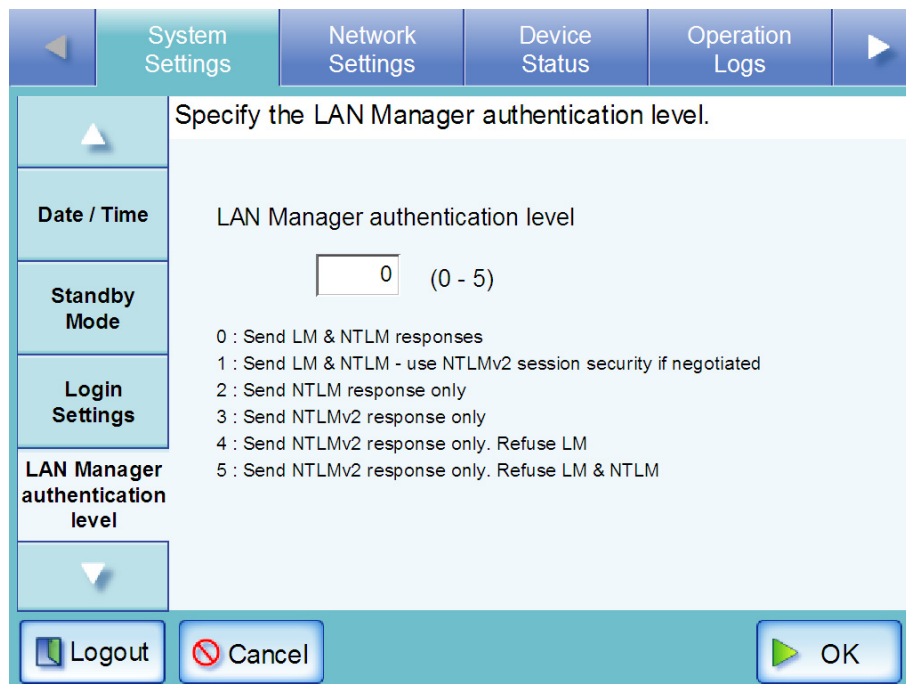 System Settings
Network Settings
Device Status
Operation Logs
Specify the LAN Manager authentication level.
Date / Time
Standby Mode
Login Settings
LAN Manager authentication level
LAN Manager authentication level
0 (0 - 5)
0 : Send LM & NTLM responses
1 : Send LM & NTLM - use NTLMv2 session security if negotiated
2 : Send NTLM response only
3 : Send NTLMv2 response only
4 : Send NTLMv2 response only. Refuse LM
5 : Send NTLMv2 response only. Refuse LM & NTLM
Logout
Cancel
OK